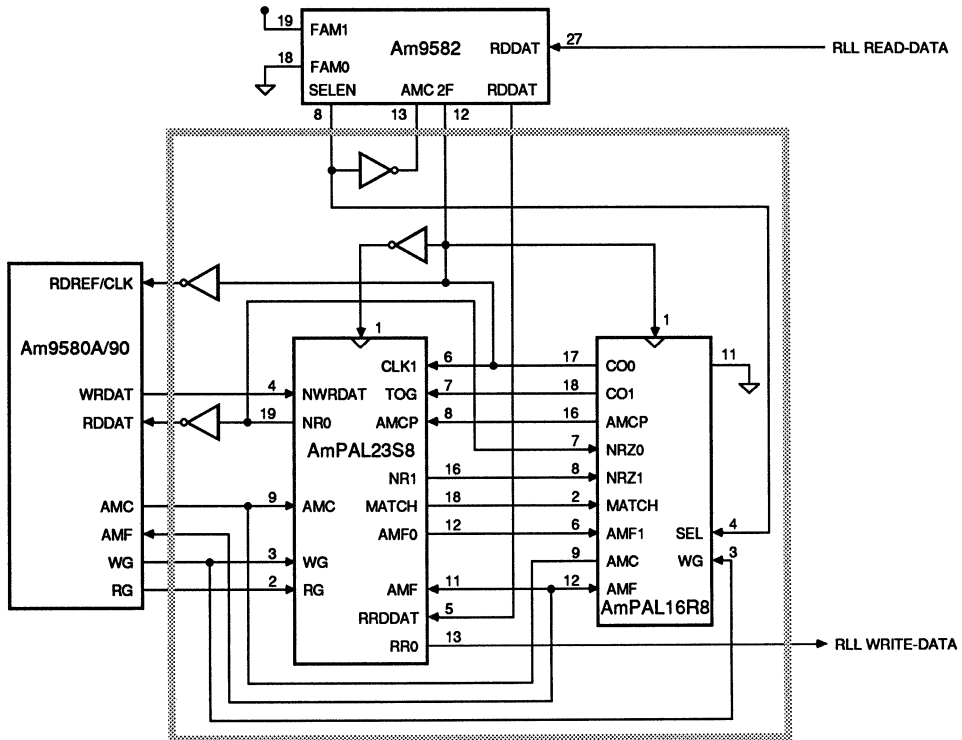 19 FAM1
Am9582
RDDAT 27 RLL READ-DATA
18 FAM0
SELEN AMC 2F RDDAT
8 13 12
RDREF/CLK
1 1
Am9580A/90
CLK1 6 17 CO0 11
WRDAT 4 NWRDAT TOG 7 18 CO1
RDDAT 19 NR0 AMCP 8 16 AMCP
AmPAL23S8
7 NRZ0
NR1 16 8 NRZ1
AMC 9 AMC MATCH 18 2 MATCH
AMF AMF0 12 6 AMF1 SEL 4
WG 3 WG 9 AMC WG 3
RG 2 RG AMF 11 12 AMF
AmPAL16R8
RRDDAT 5
RR0 13 RLL WRITE-DATA